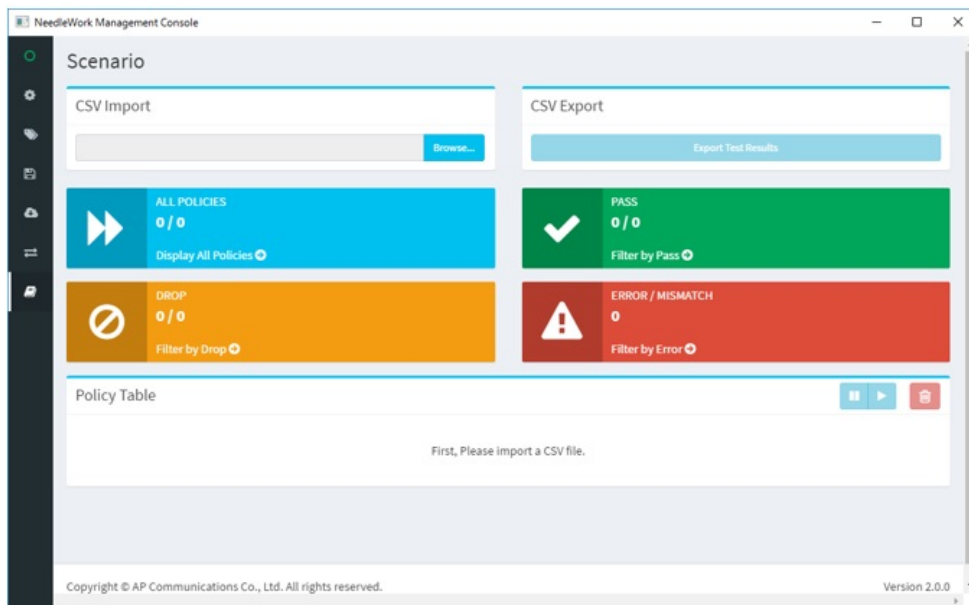 NeedleWork Management Console
Scenario
CSV Import
Browse...
CSV Export
Export Test Results
ALL POLICIES
0 / 0
Display All Policies
PASS
0 / 0
Filter by Pass
DROP
0 / 0
Filter by Drop
ERROR / MISMATCH
0
Filter by Error
Policy Table
First, Please import a CSV file.
Copyright © AP Communications Co., Ltd. All rights reserved.
Version 2.0.0